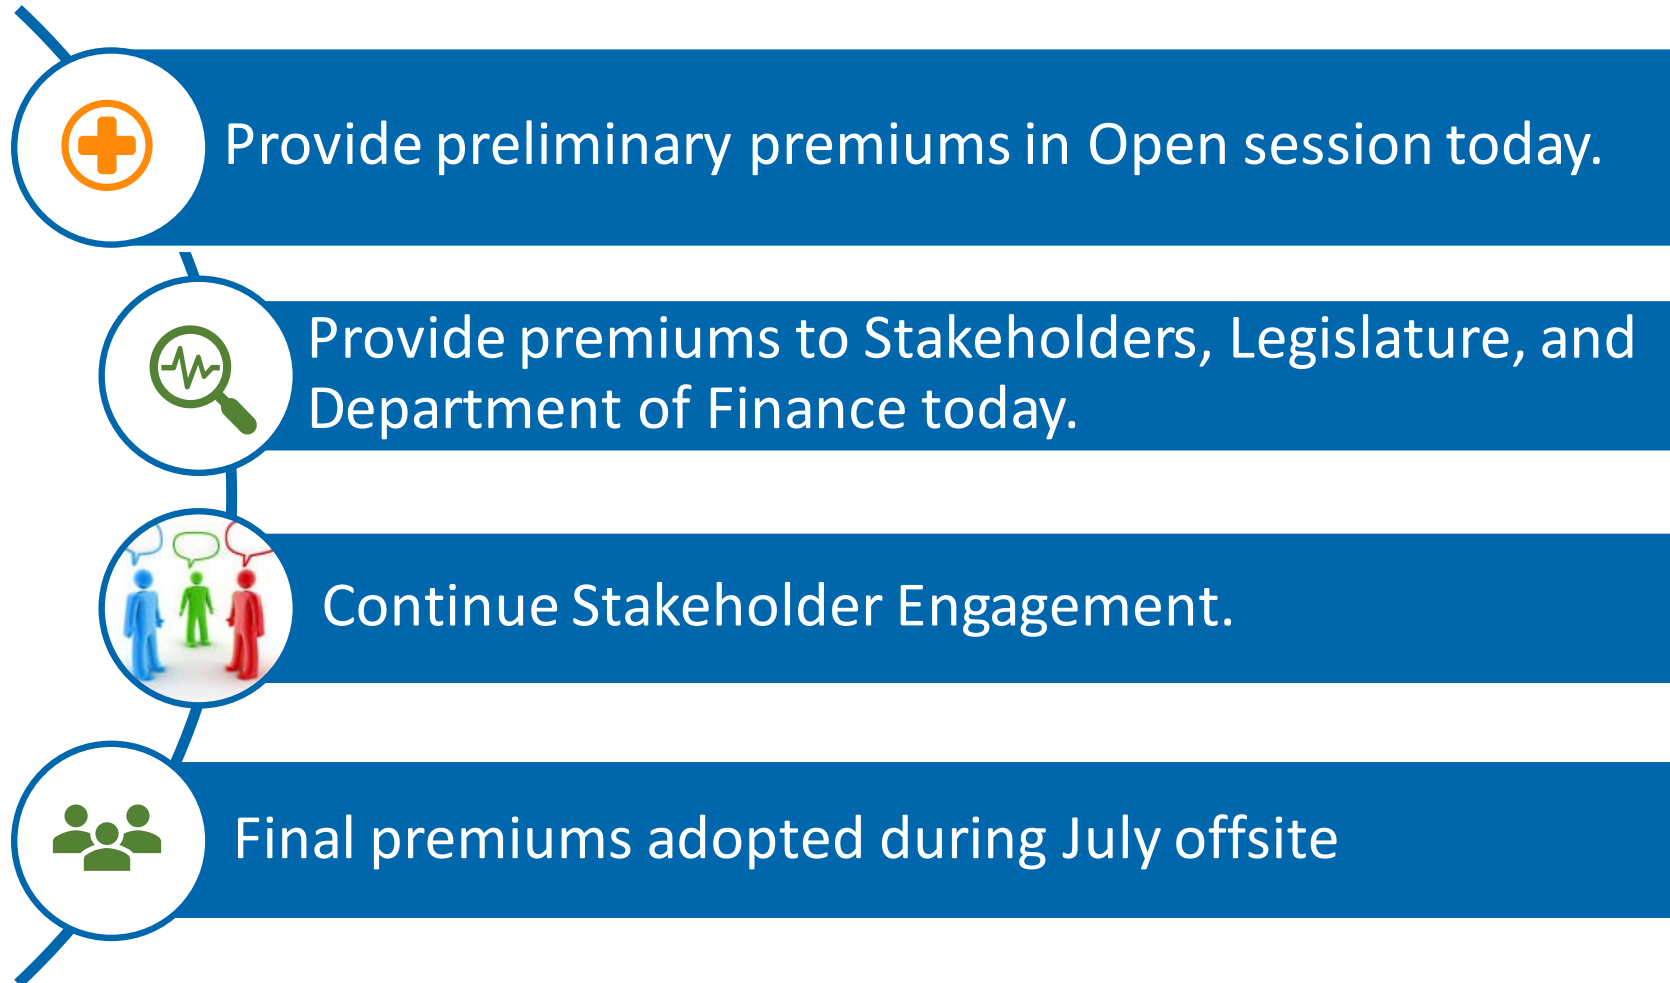 Provide preliminary premiums in Open session today.
Provide premiums to Stakeholders, Legislature, and
Department of Finance today.
Continue Stakeholder Engagement.
Final premiums adopted during July offsite